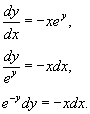 dy/dx = −xe^y,
dy/e^y = −xdx,
e^−y dy = −xdx.